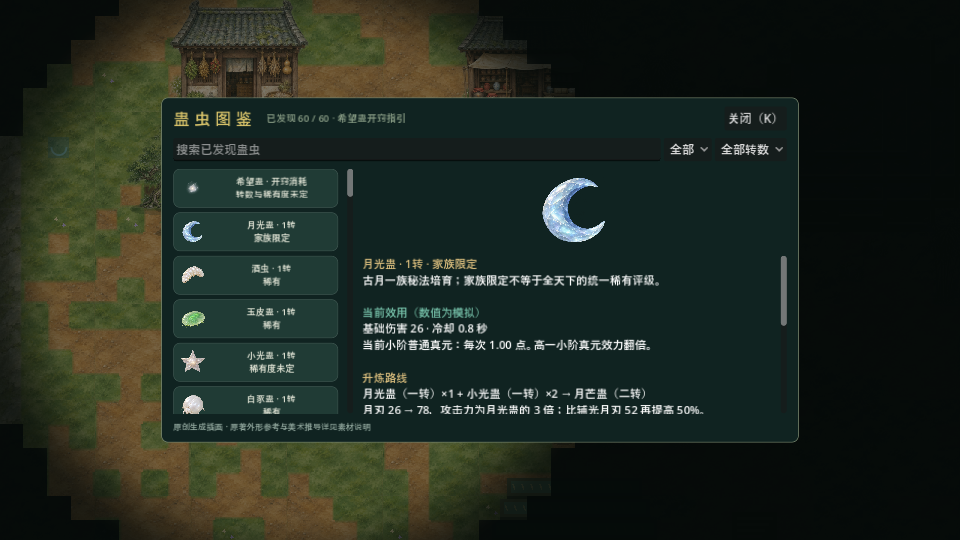 蛊虫图鉴
已发现 60 / 60 · 希望蛊开窍指引
关闭（K）
搜索已发现蛊虫
全部
全部转数
希望蛊 · 开窍消耗
转数与稀有度未定
月光蛊 · 1转
家族限定
酒虫 · 1转
稀有
玉皮蛊 · 1转
稀有
小光蛊 · 1转
稀有度未定
白豕蛊 · 1转
稀有
月光蛊 · 1转 · 家族限定
古月一族秘法培育；家族限定不等于全天下的统一稀有评级。
当前效用（数值为模拟）
基础伤害 26 · 冷却 0.8 秒
当前小阶普通真元：每次 1.00 点。高一小阶真元效力翻倍。
升炼路线
月光蛊（一转）×1 + 小光蛊（一转）×2 → 月芒蛊（二转）
月刃 26 → 78，攻击力为月光蛊的 3 倍；比辅光月刃 52 再提高 50%。
原创生成插画 · 原著外形参考与美术推导详见素材说明